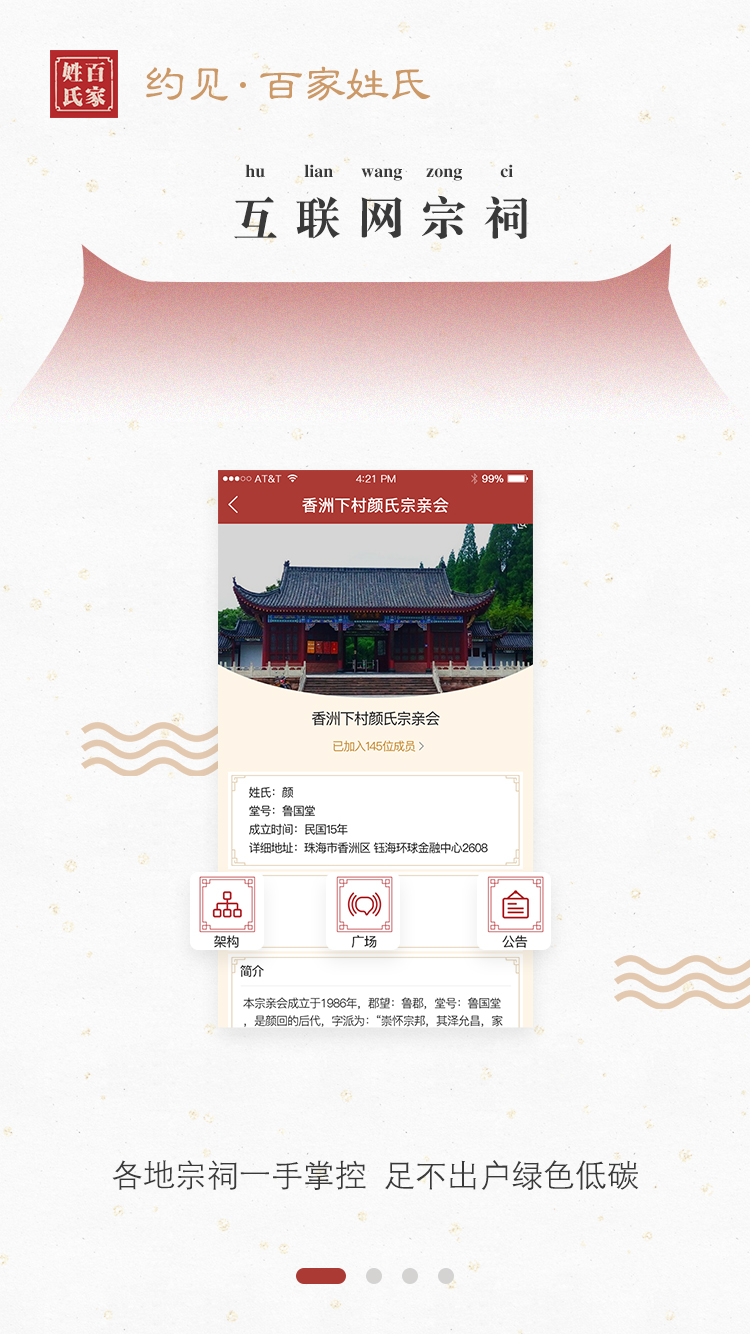 百家
姓氏
约见·百家姓氏
hu lian wang zong ci
互联网宗祠
AT&T 4:21 PM 99%
香洲下村颜氏宗亲会
香洲下村颜氏宗亲会
已加入145位成员
姓氏：颜
堂号：鲁国堂
成立时间：民国15年
详细地址：珠海市香洲区 钰海环球金融中心2608
架构 广场 公告
简介
本宗亲会成立于1986年，郡望：鲁郡，堂号：鲁国堂
，是颜回的后代，字派为：“崇怀宗邦，其泽允昌，家
各地宗祠一手掌控 足不出户绿色低碳